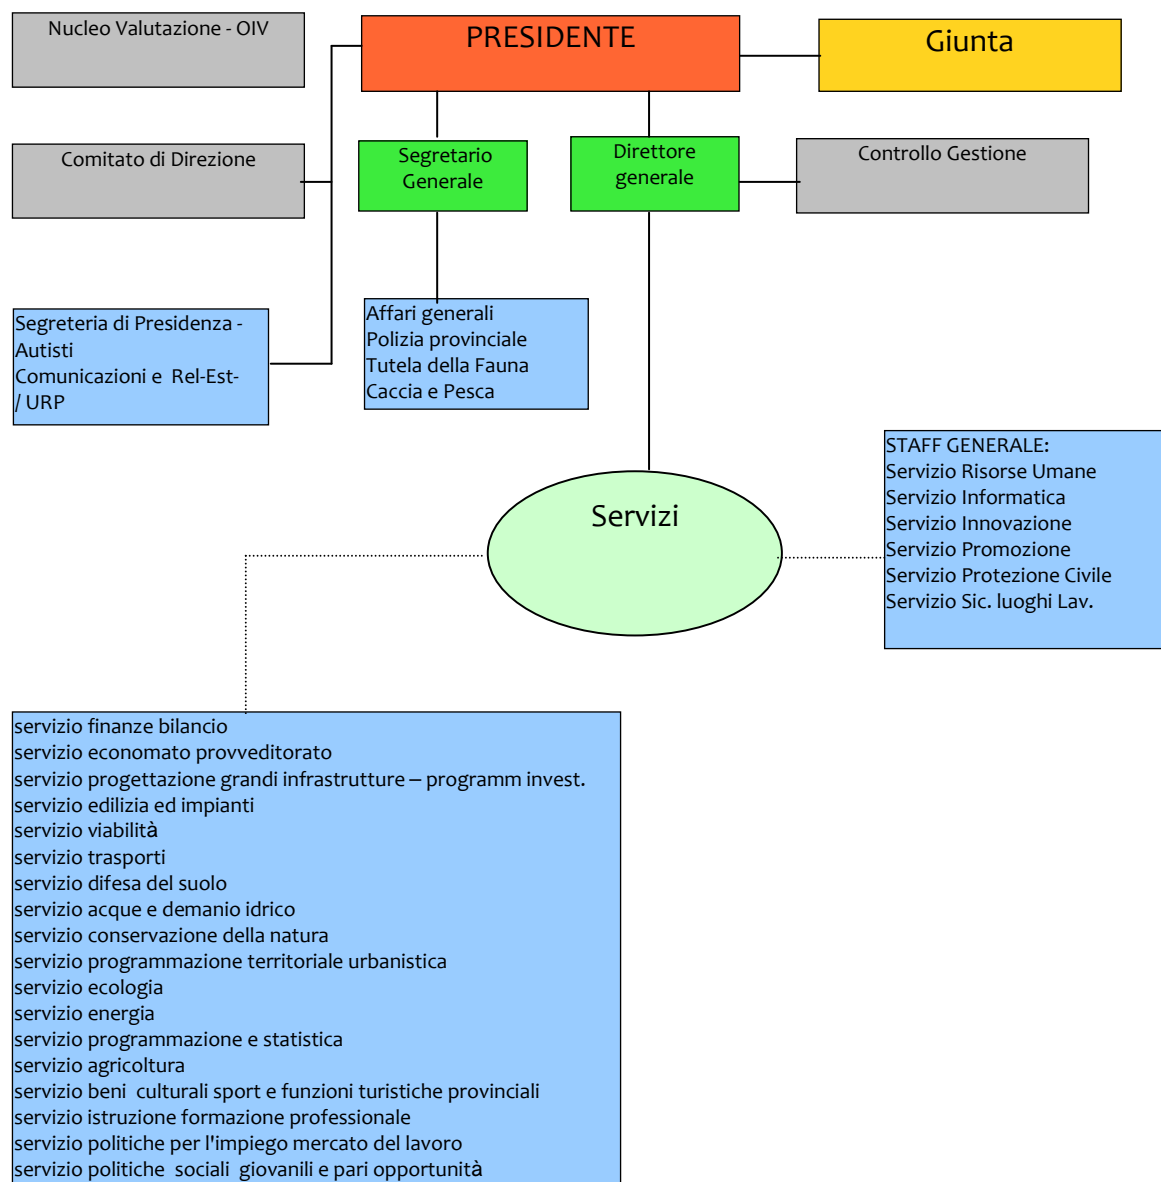 Nucleo Valutazione - OIV
PRESIDENTE
Giunta
Comitato di Direzione
Segretario
Generale
Direttore
generale
Controllo Gestione
Segreteria di Presidenza -
Autisti
Comunicazioni e  Rel-Est-
/ URP
Affari generali
Polizia provinciale
Tutela della Fauna
Caccia e Pesca
Servizi
STAFF GENERALE:
Servizio Risorse Umane
Servizio Informatica
Servizio Innovazione
Servizio Promozione
Servizio Protezione Civile
Servizio Sic. luoghi Lav.
servizio finanze bilancio
servizio economato provveditorato
servizio progettazione grandi infrastrutture – programm invest.
servizio edilizia ed impianti
servizio viabilità
servizio trasporti
servizio difesa del suolo
servizio acque e demanio idrico
servizio conservazione della natura
servizio programmazione territoriale urbanistica
servizio ecologia
servizio energia
servizio programmazione e statistica
servizio agricoltura
servizio beni  culturali sport e funzioni turistiche provinciali
servizio istruzione formazione professionale
servizio politiche per l'impiego mercato del lavoro
servizio politiche  sociali  giovanili e pari opportunità